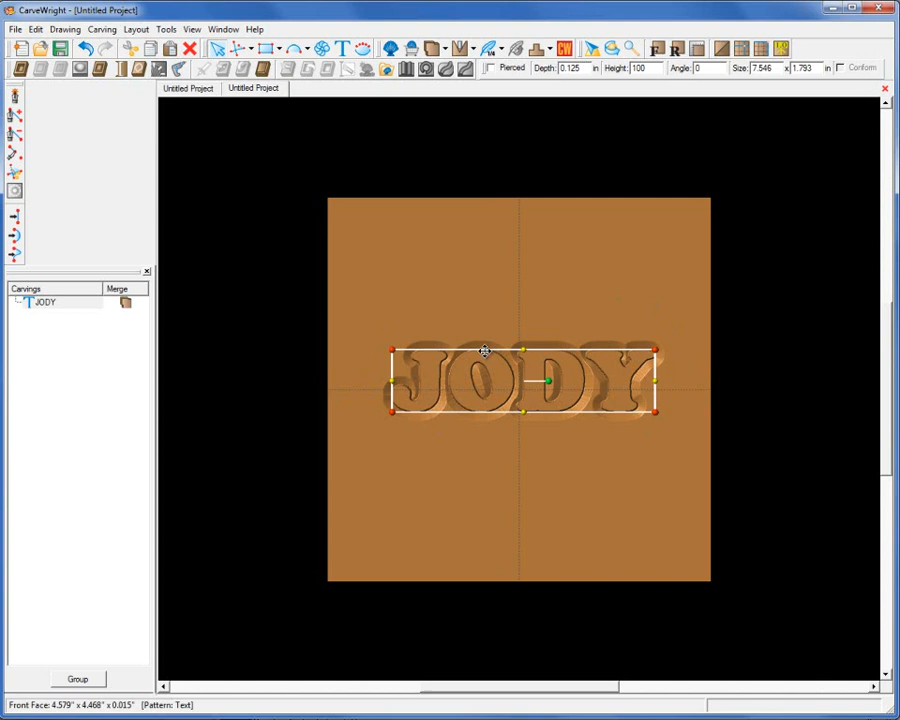 CarveWright - [Untitled Project]
File Edit Drawing Carving Layout Tools View Window Help
T CW F R
Pierced Depth: 0.125 in Height: 100 Angle: 0 Size: 7.546 x 1.793 in Conform
Untitled Project Untitled Project
Carvings Merge
T JODY
JODY
Group
Front Face: 4.579" x 4.468" x 0.015" [Pattern: Text]